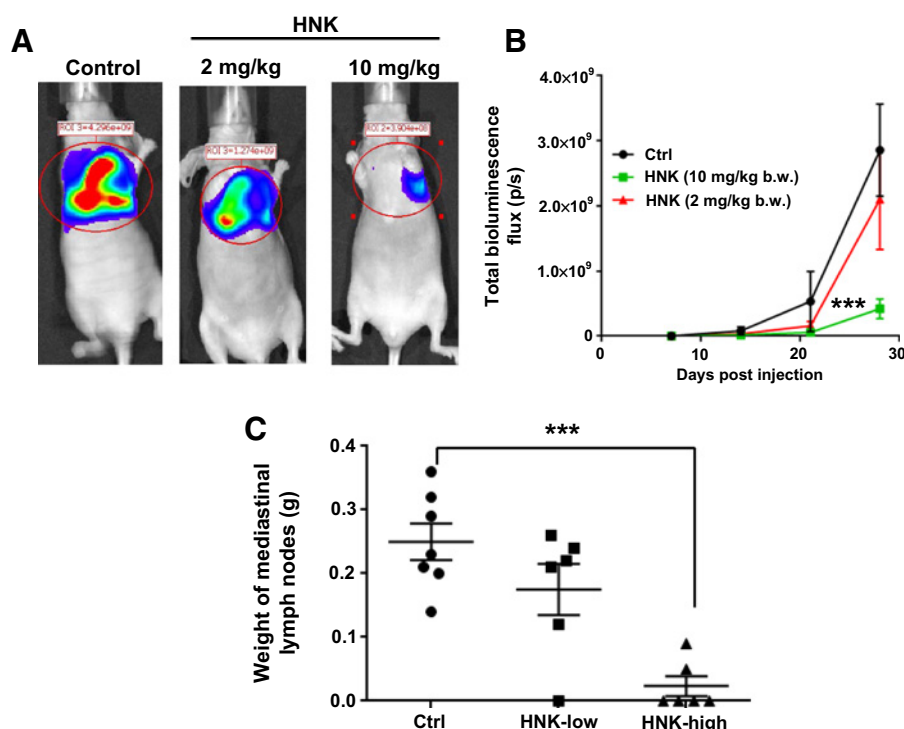 A
HNK
Control
2 mg/kg
10 mg/kg
ROI 3=4.296e+09
ROI 3=1.274e+09
ROI 2=3.904e+08
B
4.0×10⁹
3.0×10⁹
2.0×10⁹
1.0×10⁹
0
Total bioluminescence
flux (p/s)
Ctrl
HNK (10 mg/kg b.w.)
HNK (2 mg/kg b.w.)
***
0
10
20
30
Days post injection
C
***
0.4
0.3
0.2
0.1
0.0
Weight of mediastinal
lymph nodes (g)
Ctrl
HNK-low
HNK-high